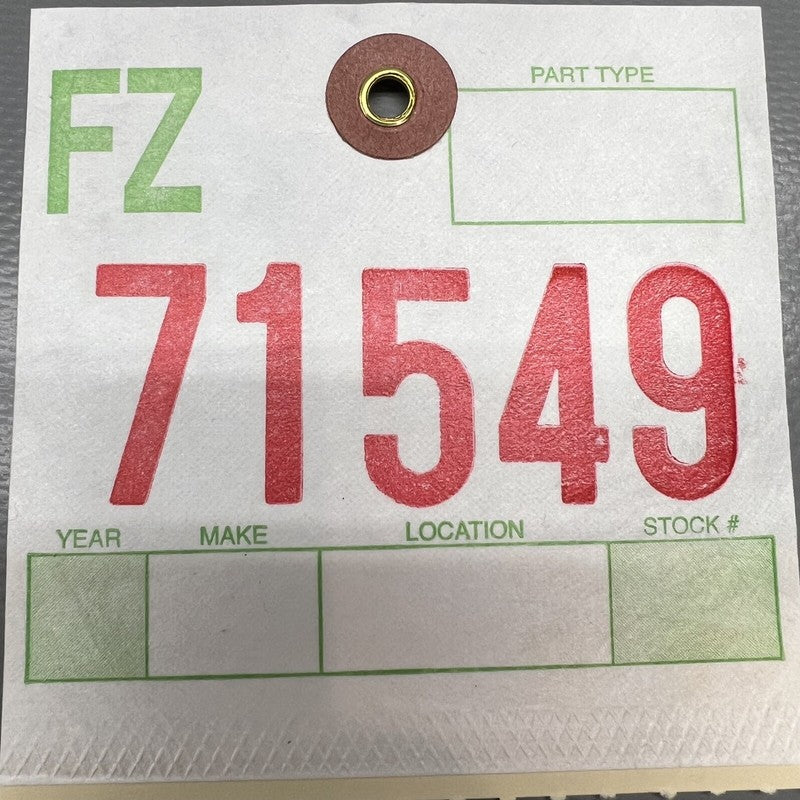 FZ
PART TYPE
71549
YEAR MAKE LOCATION STOCK #